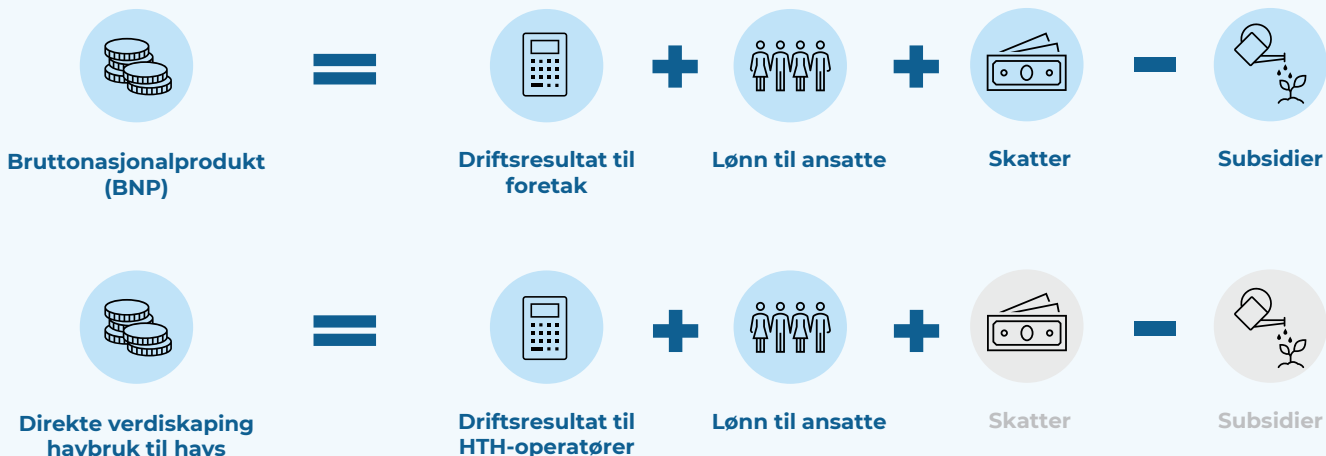 Bruttonasjonalprodukt
(BNP)
Driftsresultat til
foretak
Lønn til ansatte
Skatter
Subsidier
Direkte verdiskaping
havbruk til havs
Driftsresultat til
HTH-operatører
Lønn til ansatte
Skatter
Subsidier